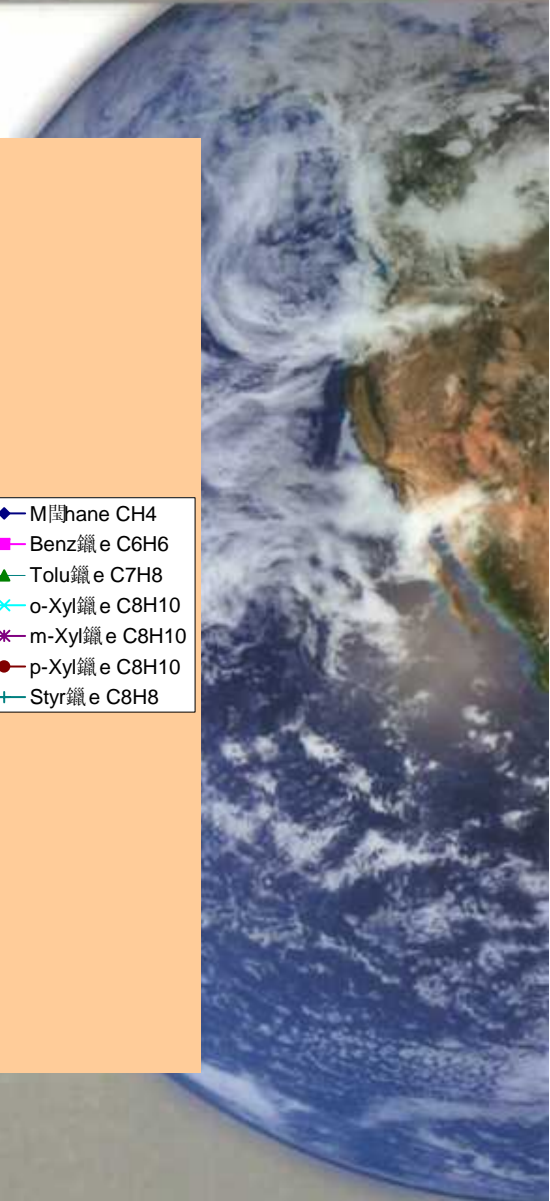 M閠hane CH4
Benz鑞e C6H6
Tolu鑞e C7H8
o-Xyl鑞e C8H10
m-Xyl鑞e C8H10
p-Xyl鑞e C8H10
Styr鑞e C8H8